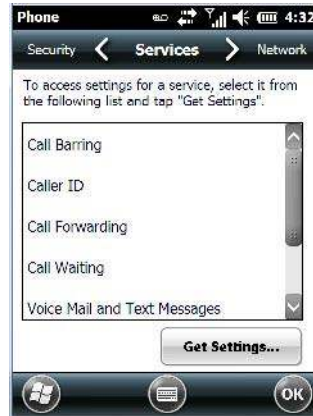 Phone 4:32
Security Services Network
To access settings for a service, select it from
the following list and tap "Get Settings".
Call Barring
Caller ID
Call Forwarding
Call Waiting
Voice Mail and Text Messages
Get Settings...
OK